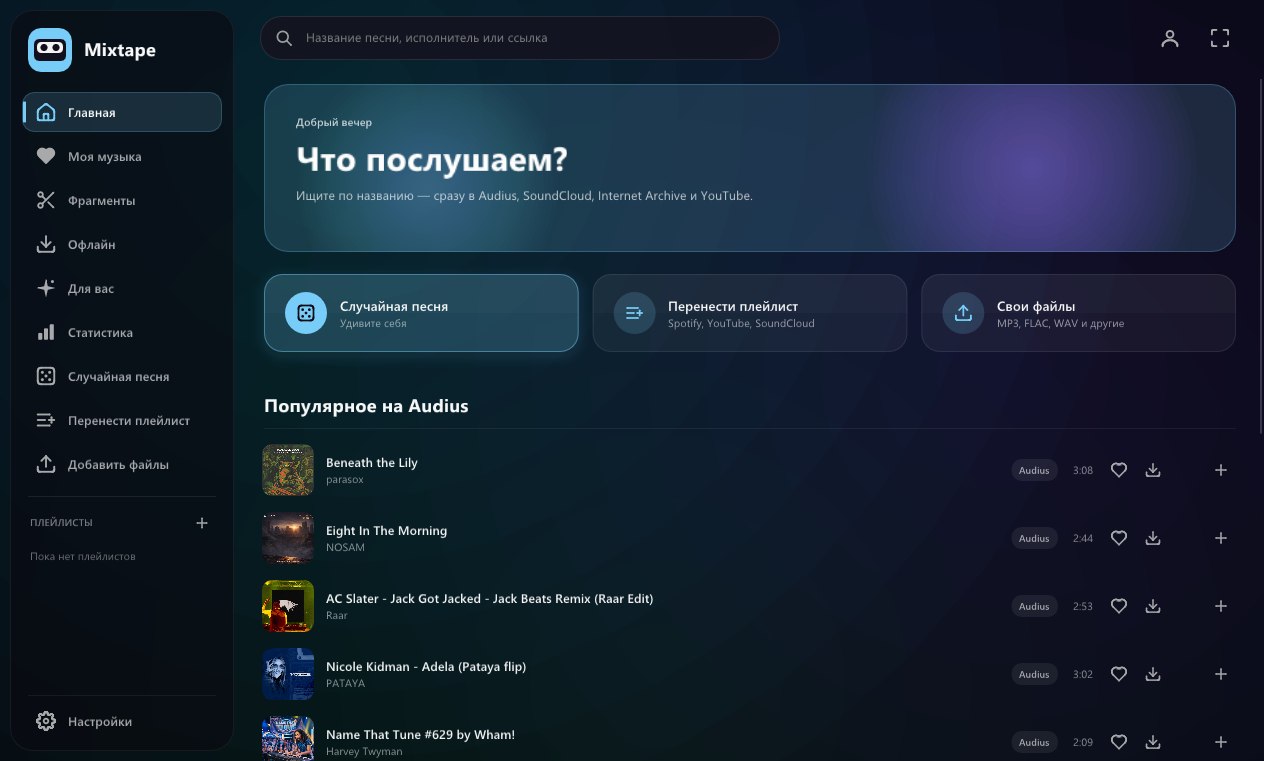 Mixtape
Название песни, исполнитель или ссылка
Главная
Моя музыка
Фрагменты
Офлайн
Для вас
Статистика
Случайная песня
Перенести плейлист
Добавить файлы
ПЛЕЙЛИСТЫ
Пока нет плейлистов
Настройки
Добрый вечер
Что послушаем?
Ищите по названию — сразу в Audius, SoundCloud, Internet Archive и YouTube.
Случайная песня
Удивите себя
Перенести плейлист
Spotify, YouTube, SoundCloud
Свои файлы
MP3, FLAC, WAV и другие
Популярное на Audius
Beneath the Lily
parasox
Audius 3:08
Eight In The Morning
NOSAM
Audius 2:44
AC Slater - Jack Got Jacked - Jack Beats Remix (Raar Edit)
Raar
Audius 2:53
Nicole Kidman - Adela (Pataya flip)
PATAYA
Audius 3:02
Name That Tune #629 by Wham!
Harvey Twyman
Audius 2:09